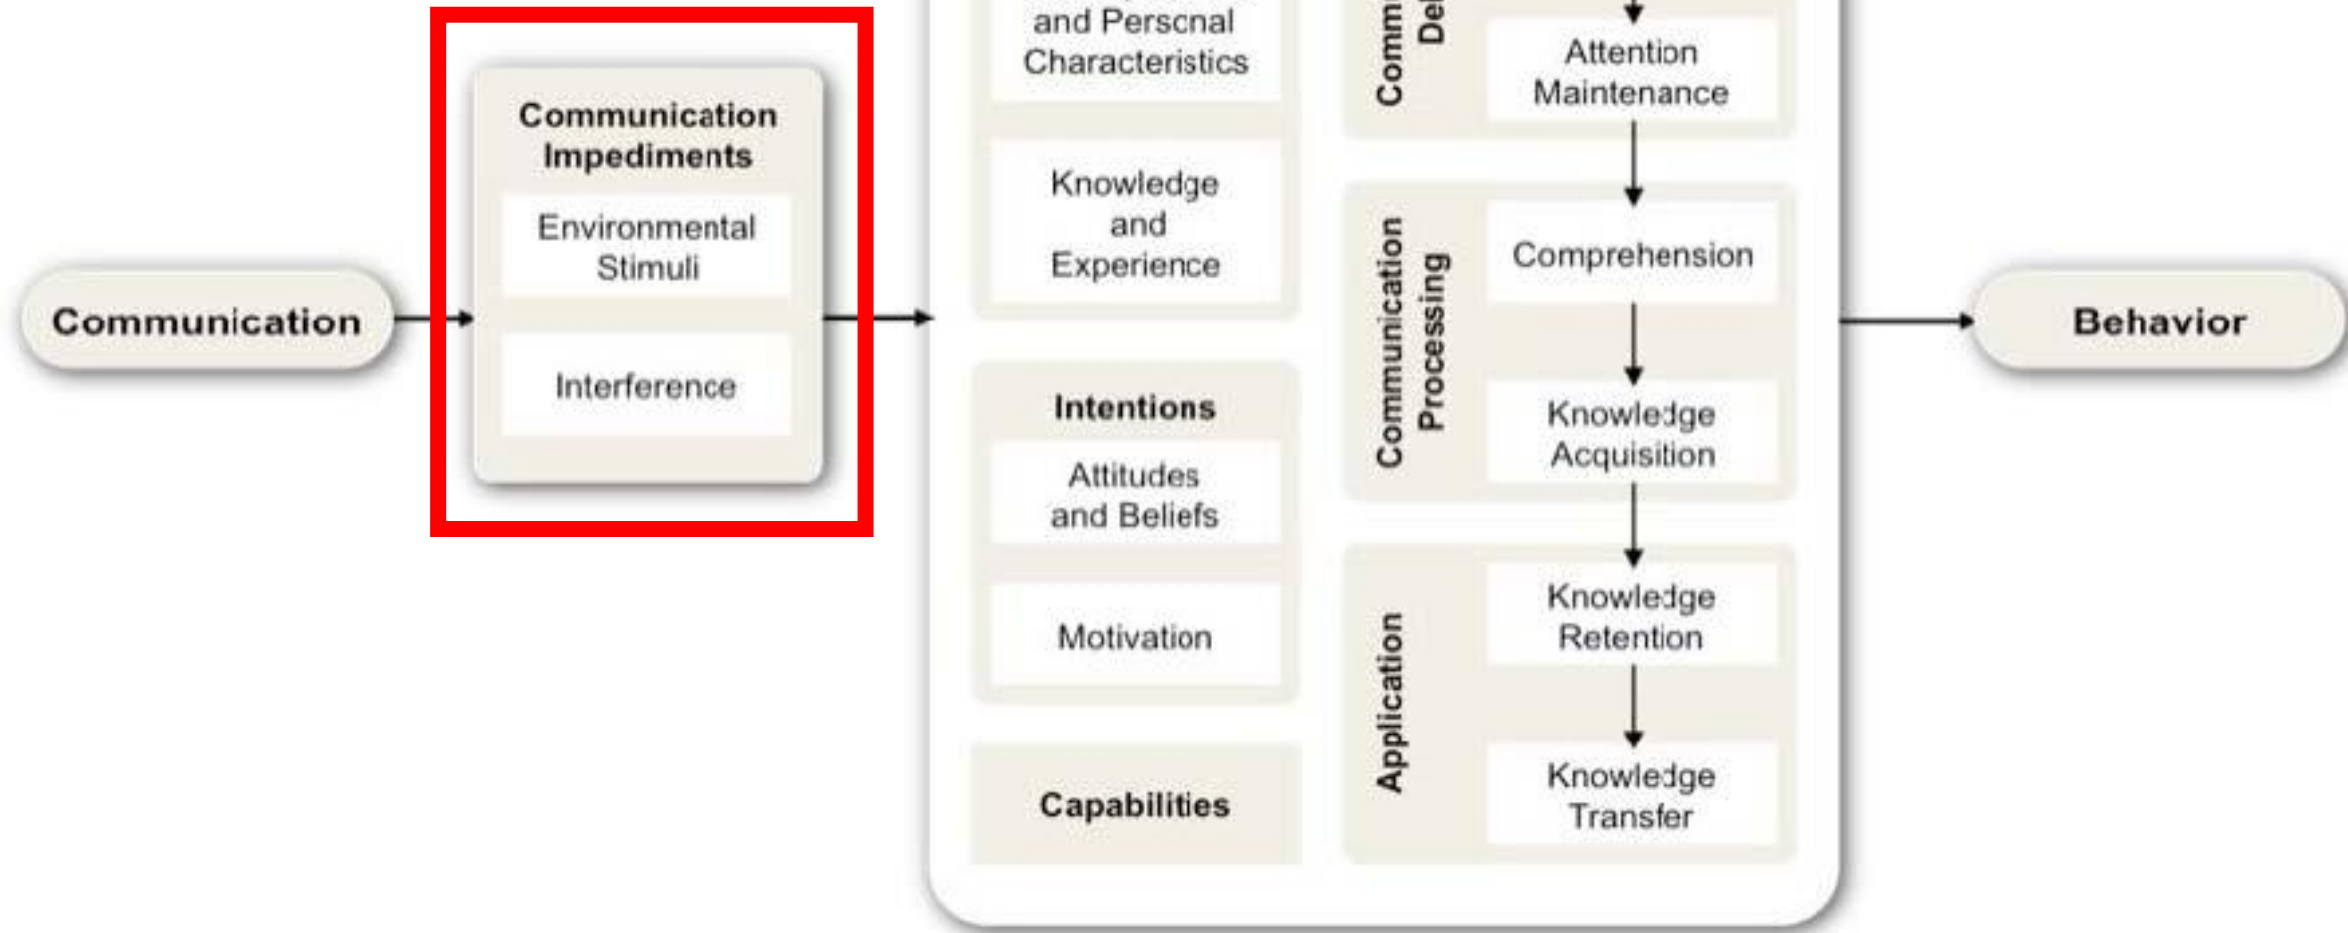 Communication
Communication
Impediments
Environmental
Stimuli
Interference
and Perscnal
Characteristics
Knowledge
and
Experience
Intentions
Attitudes
and Beliefs
Motivation
Capabilities
Attention
Maintenance
Communication
Processing
Comprehension
Knowledge
Acquisition
Application
Knowledge
Retention
Knowledge
Transfer
Behavior